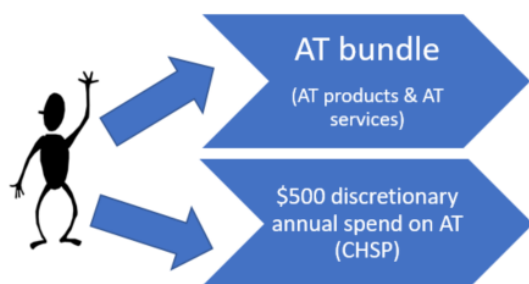 AT bundle
(AT products & AT
services)
$500 discretionary
annual spend on AT
(CHSP)